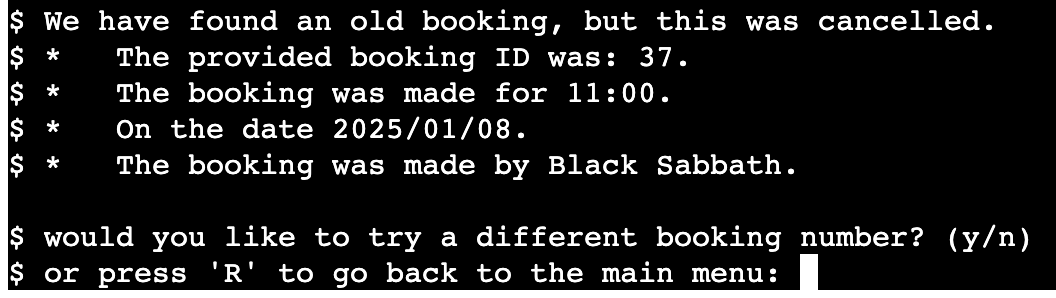 $ We have found an old booking, but this was cancelled.
$ *   The provided booking ID was: 37.
$ *   The booking was made for 11:00.
$ *   On the date 2025/01/08.
$ *   The booking was made by Black Sabbath.
$ would you like to try a different booking number? (y/n)
$ or press 'R' to go back to the main menu: